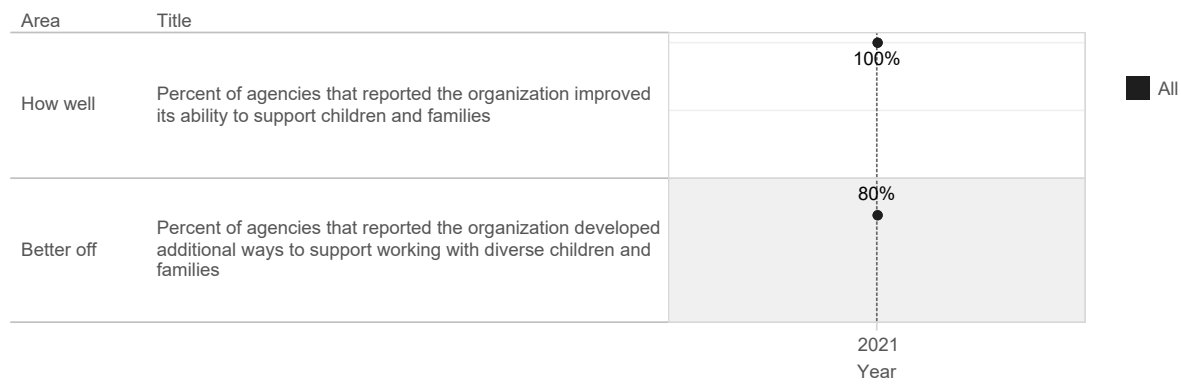 Area Title
100%
All
How well
Percent of agencies that reported the organization improved
its ability to support children and families
80%
Better off
Percent of agencies that reported the organization developed
additional ways to support working with diverse children and
families
2021
Year